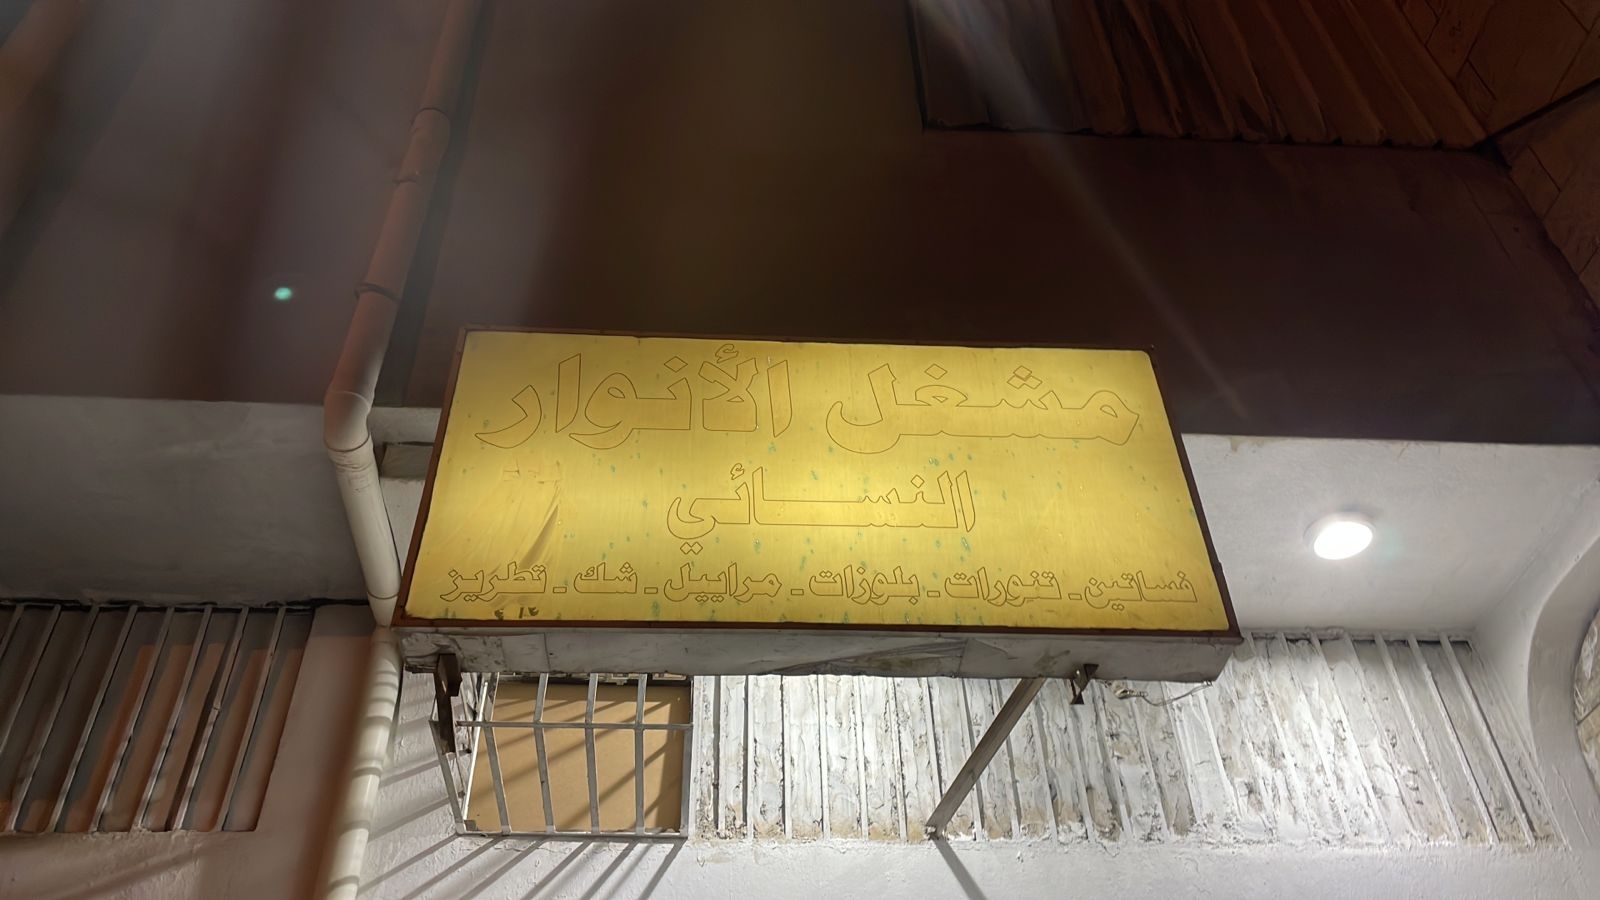 مشغل الأنوار
النسائي
فساتين - تنورات - بلوزات - مراييل - شك - تطريز